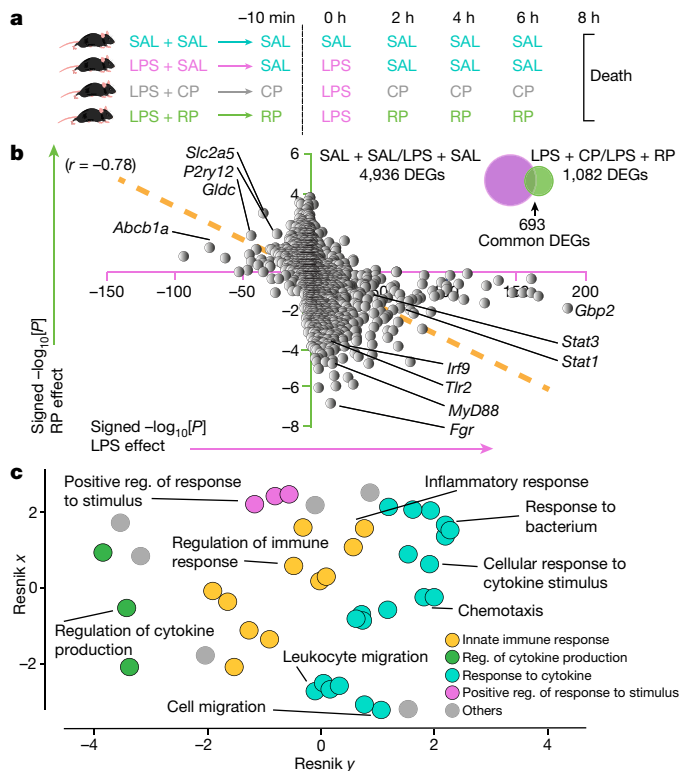 a
−10 min 0 h 2 h 4 h 6 h 8 h
SAL + SAL SAL SAL SAL SAL SAL
LPS + SAL SAL LPS SAL SAL SAL
LPS + CP CP LPS CP CP CP
LPS + RP RP LPS RP RP RP
Death
b
(r = −0.78)
Slc2a5
P2ry12
Gldc
Abcb1a
SAL + SAL/LPS + SAL
4,936 DEGs
LPS + CP/LPS + RP
1,082 DEGs
693
Common DEGs
6
4
−2
−4
−6
−8
−150 −100 −50 200
Gbp2
Stat3
Stat1
Irf9
Tlr2
MyD88
Fgr
Signed −log10[P]
RP effect
Signed −log10[P]
LPS effect
c
Positive reg. of response
to stimulus
Inflammatory response
Response to
bacterium
Regulation of immune
response
Cellular response to
cytokine stimulus
Chemotaxis
Regulation of cytokine
production
Leukocyte migration
Cell migration
Innate immune response
Reg. of cytokine production
Response to cytokine
Positive reg. of response to stimulus
Others
2
0
−2
Resnik x
−4 −2 0 2 4
Resnik y